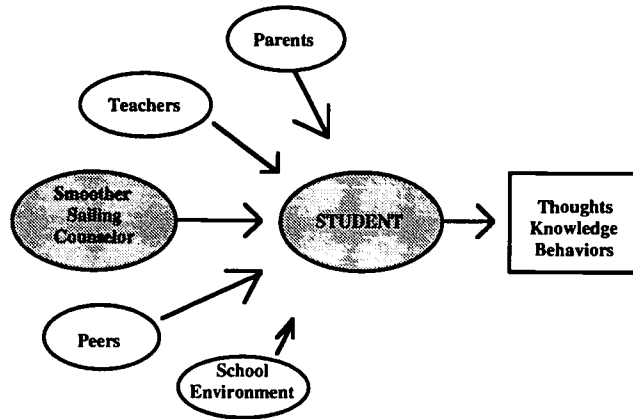 Parents
Teachers
Smoother
Sailing
Counselor
STUDENT
Thoughts
Knowledge
Behaviors
Peers
School
Environment